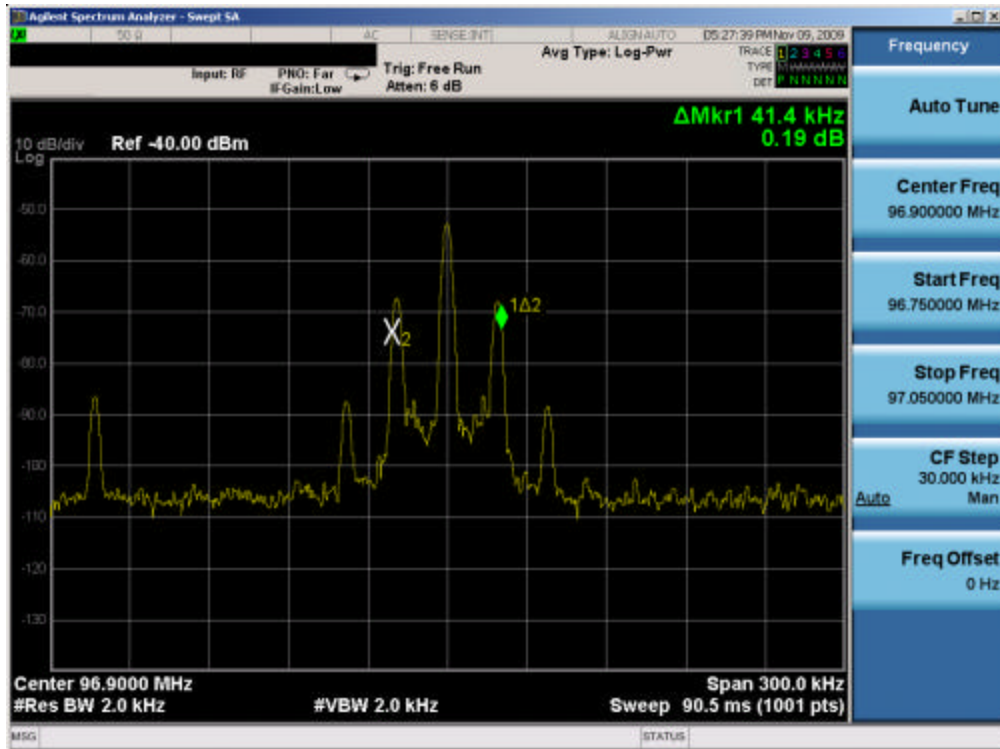 Agilent Spectrum Analyzer - Swept SA
50 Ω AC SENSE:INT ALIGNAUTO 05:27:39 PM Nov 09, 2009
Input: RF PNO: Far IFGain:Low Trig: Free Run Atten: 6 dB Avg Type: Log-Pwr TRACE 1 2 3 4 5 6
TYPE M
DET P N N N N N
ΔMkr1 41.4 kHz
0.19 dB
10 dB/div Ref -40.00 dBm
Log
-50.0
-60.0
-70.0
-80.0
-90.0
-100
-110
-120
-130
X2
1Δ2
Center 96.9000 MHz Span 300.0 kHz
#Res BW 2.0 kHz #VBW 2.0 kHz Sweep 90.5 ms (1001 pts)
MSG STATUS
Frequency
Auto Tune
Center Freq
96.900000 MHz
Start Freq
96.750000 MHz
Stop Freq
97.050000 MHz
CF Step
30.000 kHz
Auto Man
Freq Offset
0 Hz